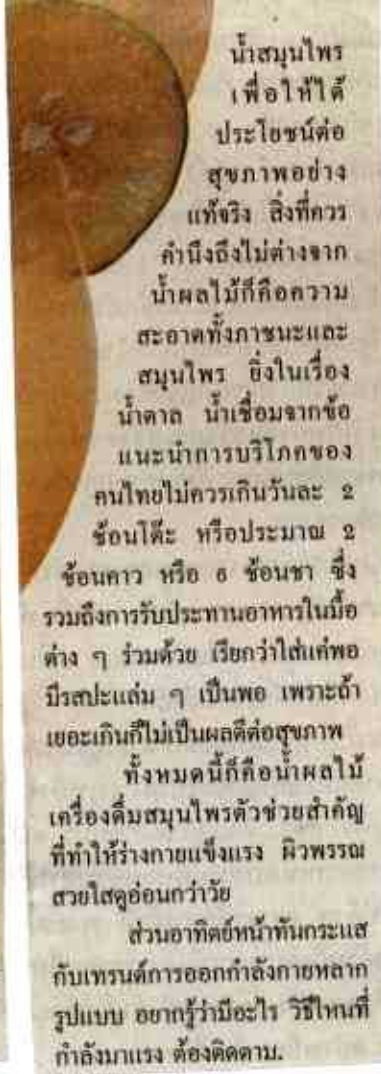 น้ำสมุนไพร
เพื่อให้ได้
ประโยชน์ต่อ
สุขภาพอย่าง
แท้จริง สิ่งที่ควร
คำนึงถึงไม่ต่างจาก
น้ำผลไม้ก็คือความ
สะอาดทั้งภาชนะและ
สมุนไพร ยิ่งในเรื่อง
น้ำตาล น้ำเชื่อมจากข้อ
แนะนำการบริโภคของ
คนไทยไม่ควรเกินวันละ 2
ช้อนโต๊ะ หรือประมาณ 2
ช้อนคาว หรือ 6 ช้อนชา ซึ่ง
รวมถึงการรับประทานอาหารในมื้อ
ต่าง ๆ ร่วมด้วย เรียกว่าใส่แค่พอ
มีรสปะแล่ม ๆ เป็นพอ เพราะถ้า
เยอะเกินก็ไม่เป็นผลดีต่อสุขภาพ
ทั้งหมดนี้ก็คือน้ำผลไม้
เครื่องดื่มสมุนไพรตัวช่วยสำคัญ
ที่ทำให้ร่างกายแข็งแรง ผิวพรรณ
สวยใสดูอ่อนกว่าวัย
ส่วนอาทิตย์หน้าทันกระแส
กับเทรนด์การออกกำลังกายหลาก
รูปแบบ อยากรู้ว่ามีอะไร วิธีไหนที่
กำลังมาแรง ต้องติดตาม.